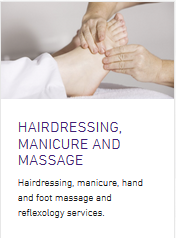 HAIRDRESSING,
MANICURE AND
MASSAGE
Hairdressing, manicure, hand
and foot massage and
reflexology services.